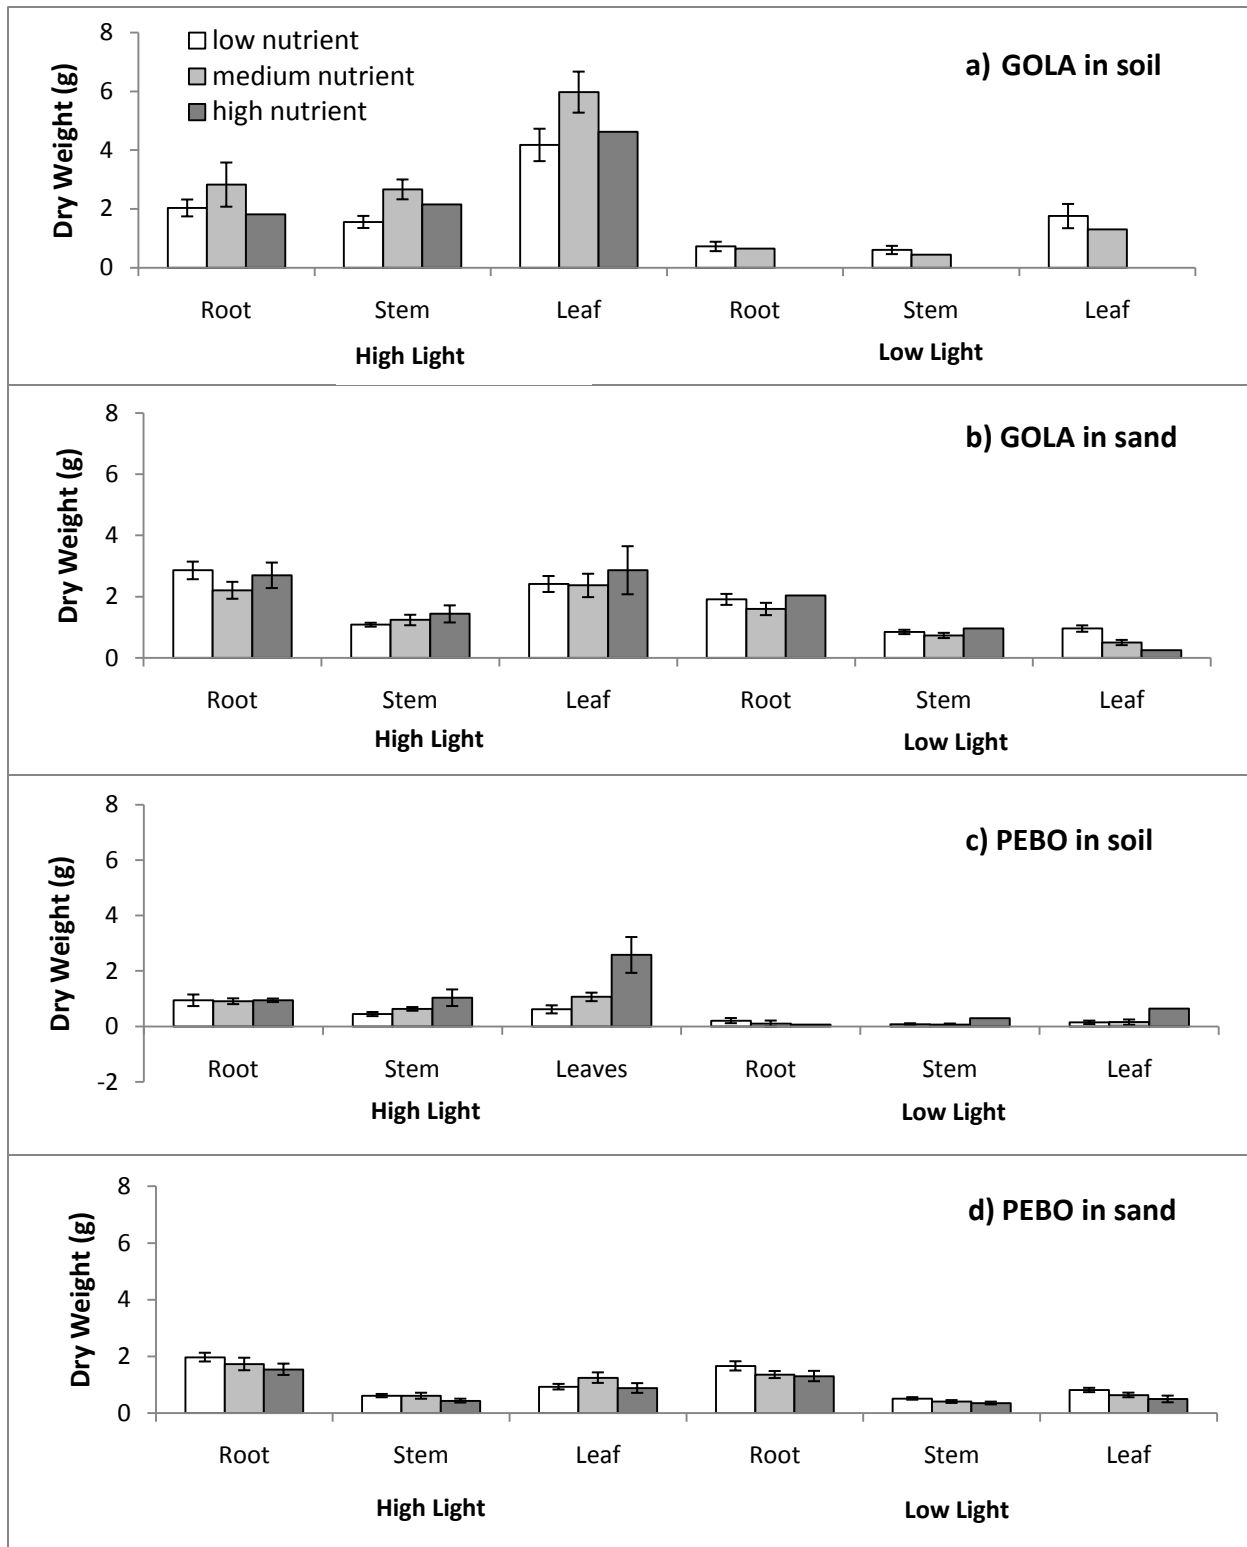 8
6
4
2
0
Dry Weight (g)
low nutrient
medium nutrient
high nutrient
a) GOLA in soil
Root Stem Leaf Root Stem Leaf
High Light Low Light
8
6
4
2
0
Dry Weight (g)
b) GOLA in sand
Root Stem Leaf Root Stem Leaf
High Light Low Light
8
6
4
2
0
-2
Dry Weight (g)
c) PEBO in soil
Root Stem Leaves Root Stem Leaf
High Light Low Light
8
6
4
2
0
Dry Weight (g)
d) PEBO in sand
Root Stem Leaf Root Stem Leaf
High Light Low Light